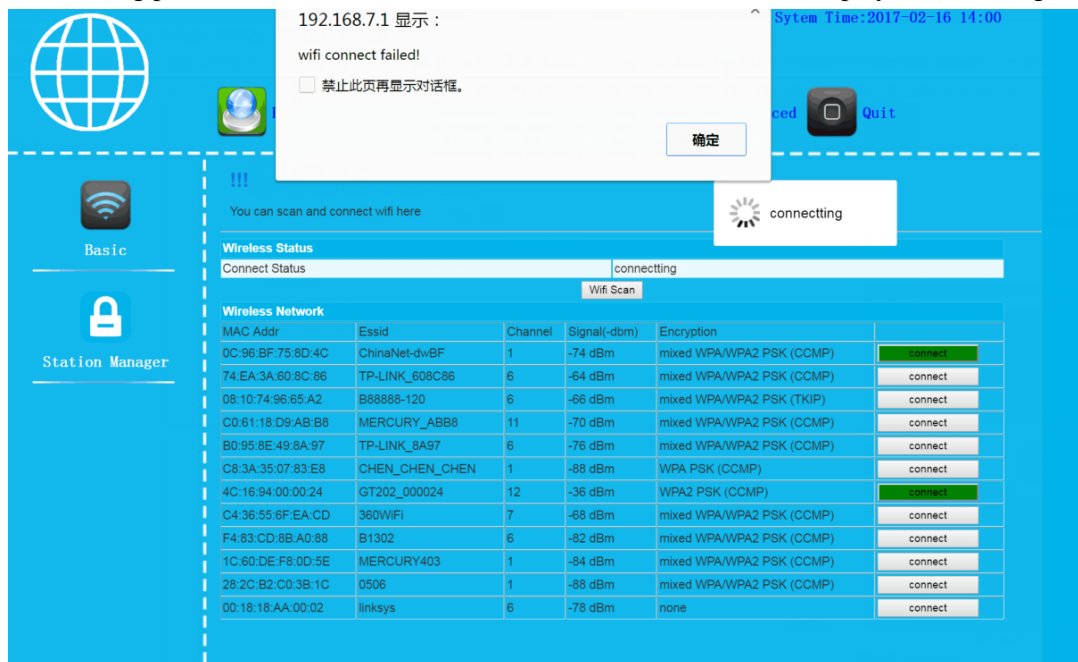 192.168.7.1 显示：
wifi connect failed!
禁止此页再显示对话框。
确定
Sytem Time:2017-02-16 14:00
ced Quit
!!!
You can scan and connect wifi here
connectting
Basic
Station Manager
Wireless Status
Connect Status connectting
Wifi Scan
Wireless Network
MAC Addr Essid Channel Signal(-dbm) Encryption
0C:96:BF:75:8D:4C ChinaNet-dwBF 1 -74 dBm mixed WPA/WPA2 PSK (CCMP) connect
74:EA:3A:60:8C:86 TP-LINK_608C86 6 -64 dBm mixed WPA/WPA2 PSK (CCMP) connect
08:10:74:96:65:A2 B88888-120 6 -66 dBm mixed WPA/WPA2 PSK (TKIP) connect
C0:61:18:D9:AB:B8 MERCURY_ABB8 11 -70 dBm mixed WPA/WPA2 PSK (CCMP) connect
B0:95:8E:49:8A:97 TP-LINK_8A97 6 -76 dBm mixed WPA/WPA2 PSK (CCMP) connect
C8:3A:35:07:83:E8 CHEN_CHEN_CHEN 1 -88 dBm WPA PSK (CCMP) connect
4C:16:94:00:00:24 GT202_000024 12 -36 dBm WPA2 PSK (CCMP) connect
C4:36:55:6F:EA:CD 360WiFi 7 -68 dBm mixed WPA/WPA2 PSK (CCMP) connect
F4:83:CD:8B:A0:88 B1302 6 -82 dBm mixed WPA/WPA2 PSK (CCMP) connect
1C:60:DE:F8:0D:5E MERCURY403 1 -84 dBm mixed WPA/WPA2 PSK (CCMP) connect
28:2C:B2:C0:3B:1C 0506 1 -88 dBm mixed WPA/WPA2 PSK (CCMP) connect
00:18:18:AA:00:02 linksys 6 -78 dBm none connect